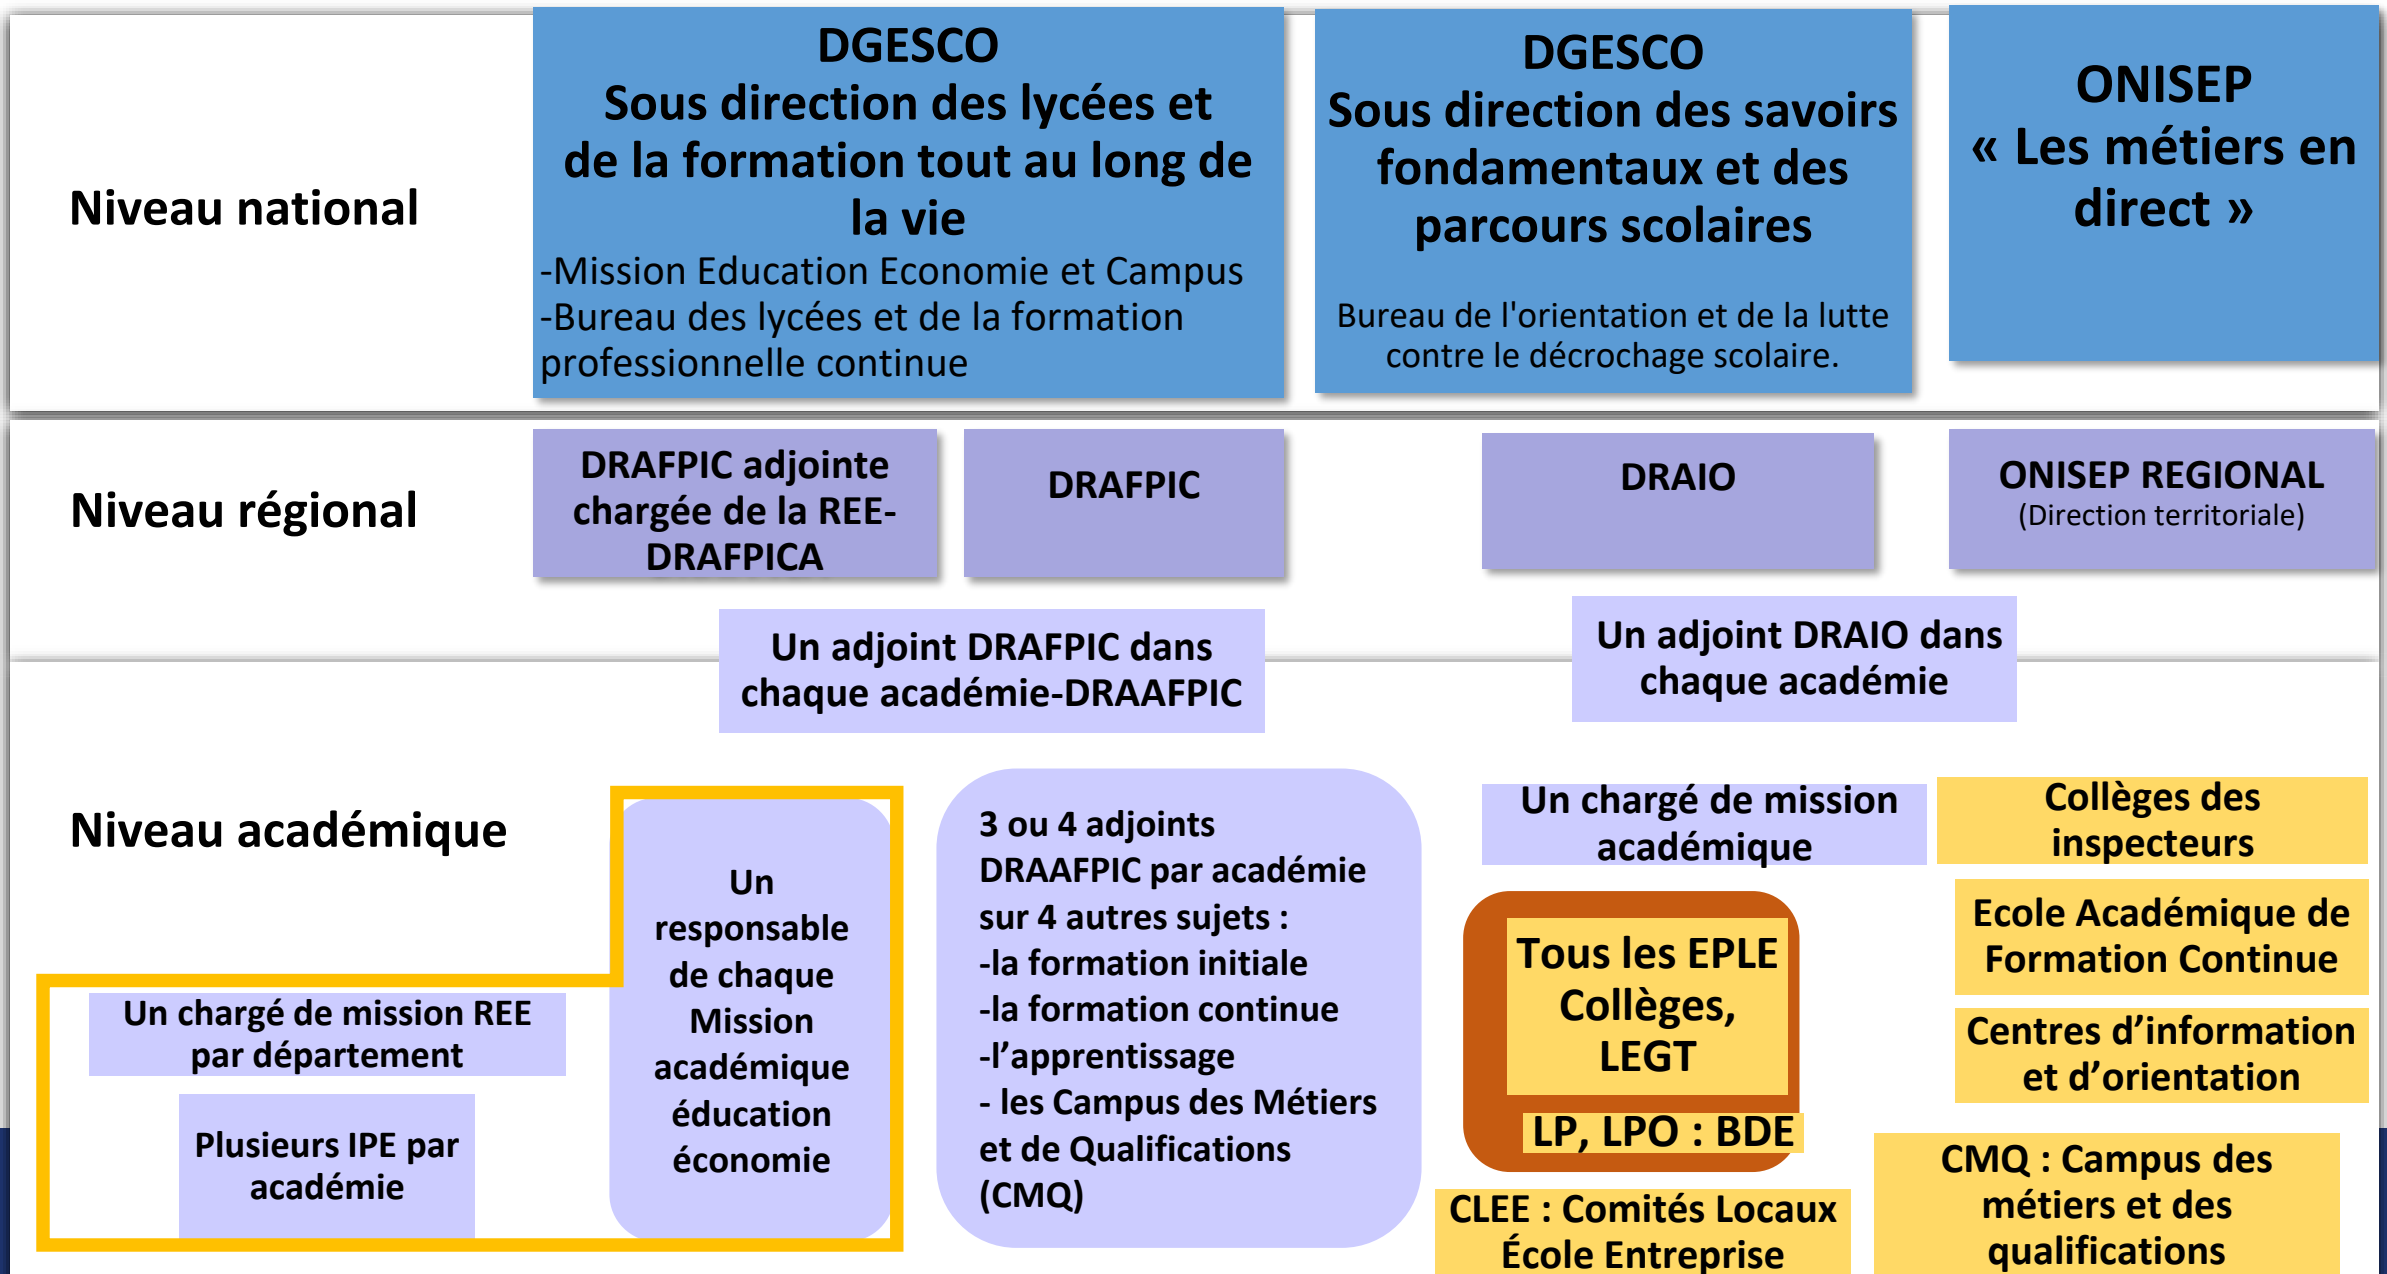 Niveau national
DGESCO
Sous direction des lycées et
de la formation tout au long de
la vie
-Mission Education Economie et Campus
-Bureau des lycées et de la formation
professionnelle continue
DGESCO
Sous direction des savoirs
fondamentaux et des
parcours scolaires
Bureau de l'orientation et de la lutte
contre le décrochage scolaire.
ONISEP
« Les métiers en
direct »
Niveau régional
DRAFPIC adjointe
chargée de la REE-
DRAFPICA
DRAFPIC
DRAIO
ONISEP REGIONAL
(Direction territoriale)
Un adjoint DRAFPIC dans
chaque académie-DRAAFPIC
Un adjoint DRAIO dans
chaque académie
Niveau académique
Un chargé de mission REE
par département
Plusieurs IPE par
académie
Un
responsable
de chaque
Mission
académique
éducation
économie
3 ou 4 adjoints
DRAAFPIC par académie
sur 4 autres sujets :
-la formation initiale
-la formation continue
-l’apprentissage
- les Campus des Métiers
et de Qualifications
(CMQ)
Un chargé de mission
académique
Tous les EPLE
Collèges,
LEGT
LP, LPO : BDE
CLEE : Comités Locaux
École Entreprise
Collèges des
inspecteurs
Ecole Académique de
Formation Continue
Centres d’information
et d’orientation
CMQ : Campus des
métiers et des
qualifications